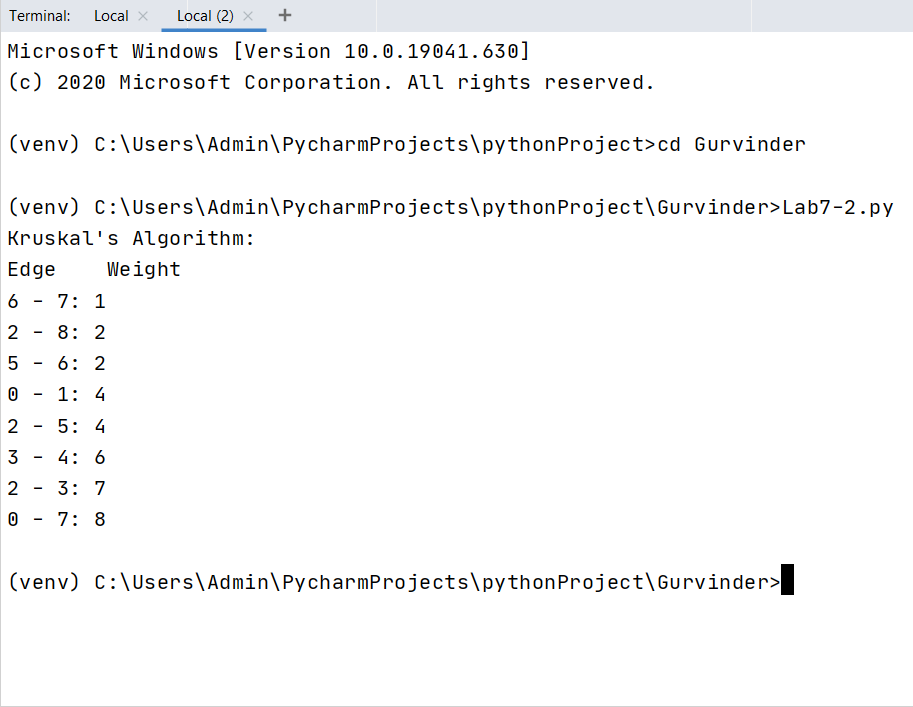 Terminal: Local × Local (2) × +
Microsoft Windows [Version 10.0.19041.630]
(c) 2020 Microsoft Corporation. All rights reserved.
(venv) C:\Users\Admin\PycharmProjects\pythonProject>cd Gurvinder
(venv) C:\Users\Admin\PycharmProjects\pythonProject\Gurvinder>Lab7-2.py
Kruskal's Algorithm:
Edge    Weight
6 - 7: 1
2 - 8: 2
5 - 6: 2
0 - 1: 4
2 - 5: 4
3 - 4: 6
2 - 3: 7
0 - 7: 8
(venv) C:\Users\Admin\PycharmProjects\pythonProject\Gurvinder>